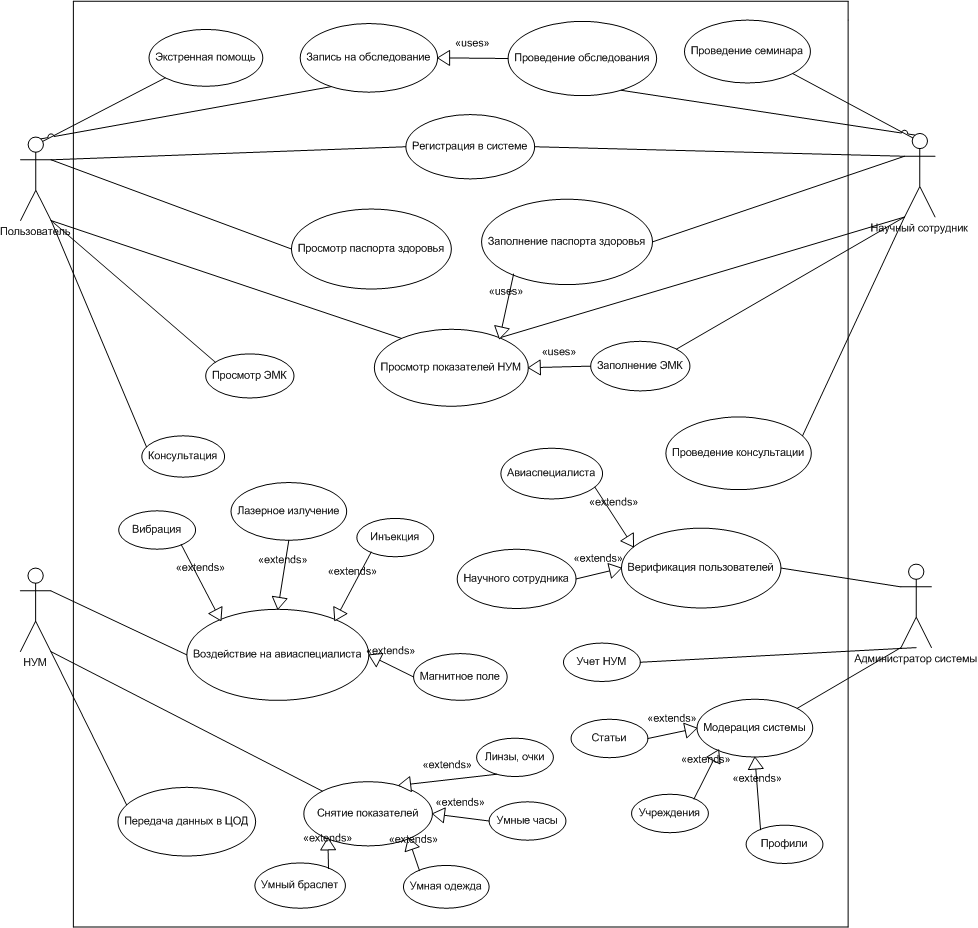 «uses»
Экстренная помощь
Запись на обследование
Проведение обследования
Проведение семинара
Регистрация в системе
Пользователь
Научный сотрудник
Просмотр паспорта здоровья
Заполнение паспорта здоровья
«uses»
«uses»
Просмотр ЭМК
Просмотр показателей НУМ
Заполнение ЭМК
Консультация
Проведение консультации
Авиаспециалиста
«extends»
Вибрация
Лазерное излучение
Инъекция
«extends»
«extends»
«extends»
Научного сотрудника
«extends»
Верификация пользователей
НУМ
Воздействие на авиаспециалиста
«extends»
Магнитное поле
Учет НУМ
Администратор системы
Статьи
«extends»
Модерация системы
«extends»
«extends»
Учреждения
Профили
Линзы, очки
«extends»
Передача данных в ЦОД
Снятие показателей
«extends»
Умные часы
«extends»
«extends»
Умный браслет
Умная одежда